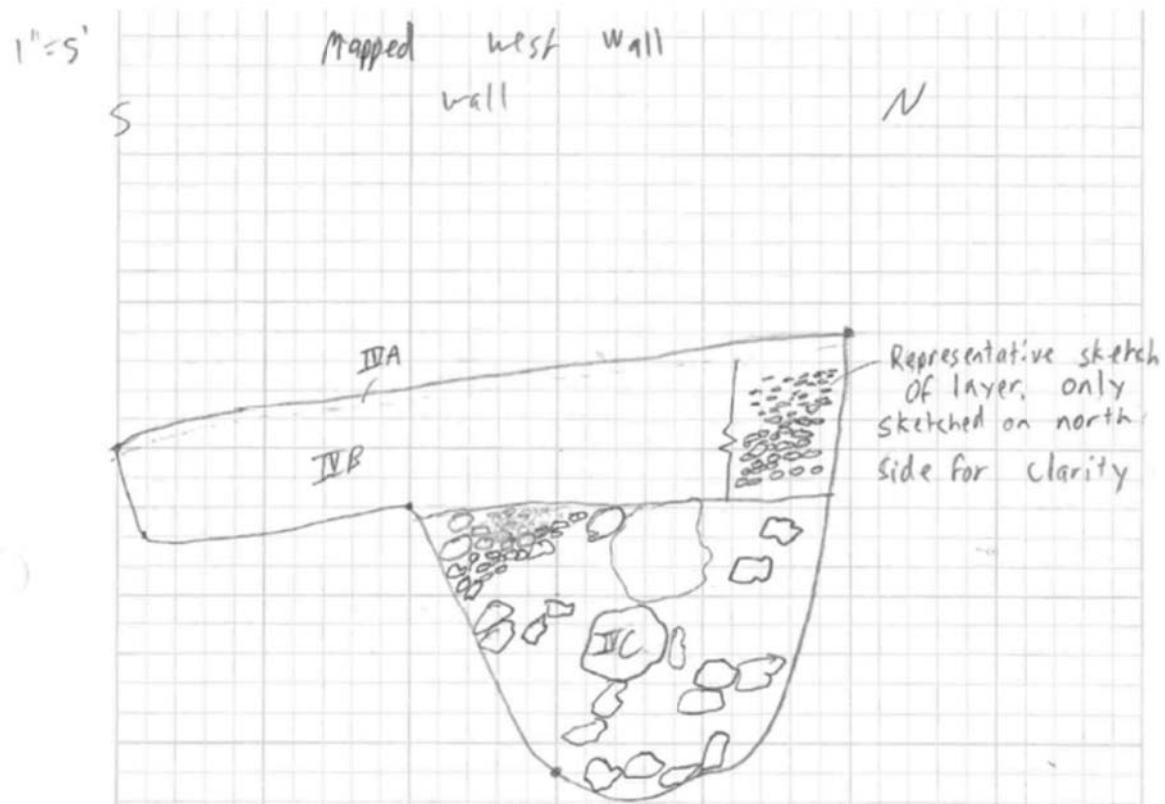 1"=5'
Mapped west wall
wall
S
N
IVA
Representative sketch
of layer, only
sketched on north
side for clarity
IVB
IVC